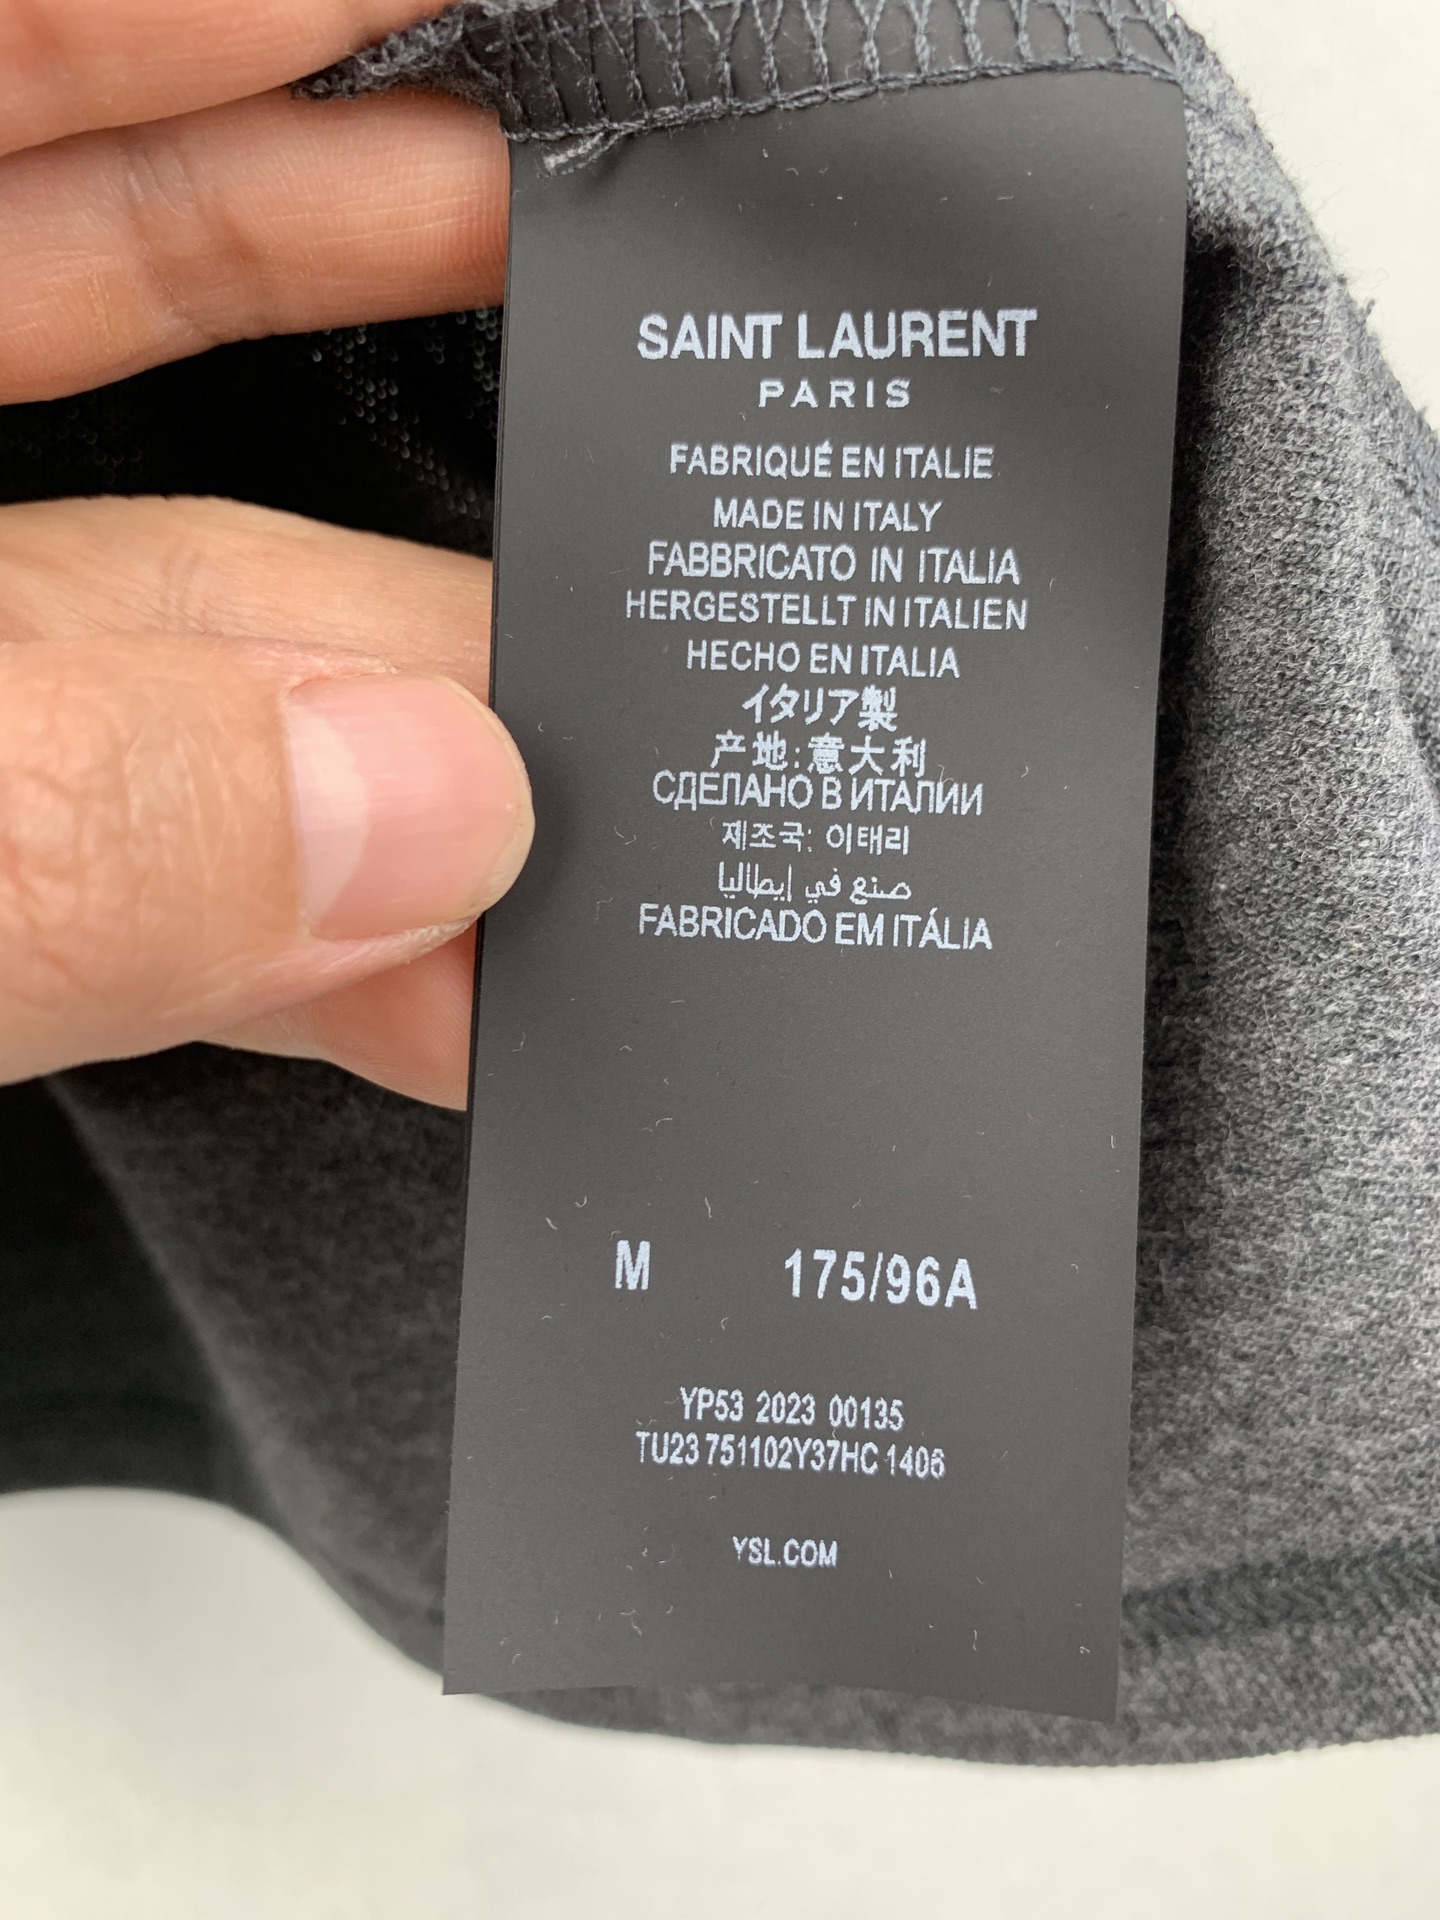 SAINT LAURENT
PARIS
FABRIQUÉ EN ITALIE
MADE IN ITALY
FABBRICATO IN ITALIA
HERGESTELLT IN ITALIEN
HECHO EN ITALIA
イタリア製
产地:意大利
СДЕЛАНО В ИТАЛИИ
제조국: 이태리
صنع في إيطاليا
FABRICADO EM ITÁLIA
M 175/96A
YP53 2023 00135
TU23 751102Y37HC 1406
YSL.COM